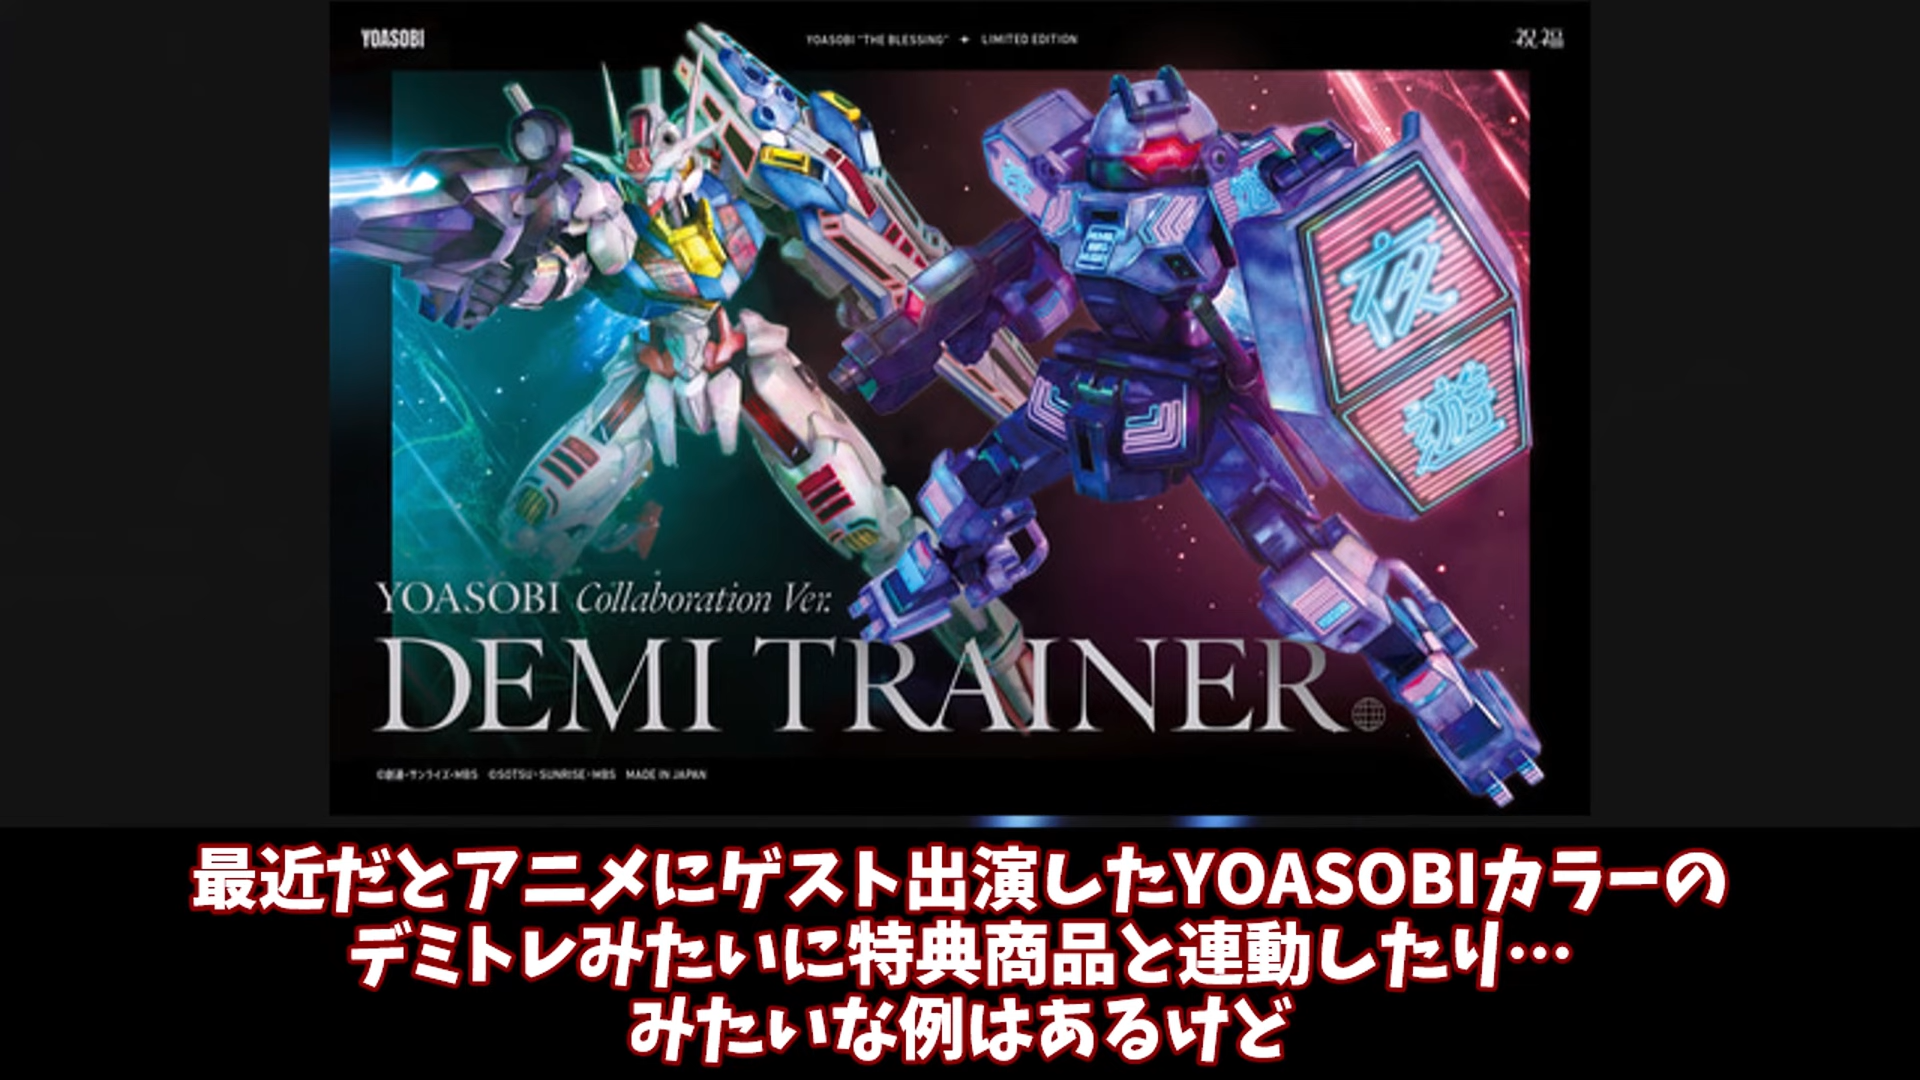 YOASOBI
YOASOBI "THE BLESSING" LIMITED EDITION
祝福
夜
遊
YOASOBI Collaboration Ver.
DEMI TRAINER
©創通・サンライズ・MBS ©SOTSU・SUNRISE・MBS MADE IN JAPAN
最近だとアニメにゲスト出演したYOASOBIカラーの
デミトレみたいに特典商品と連動したり…
みたいな例はあるけど